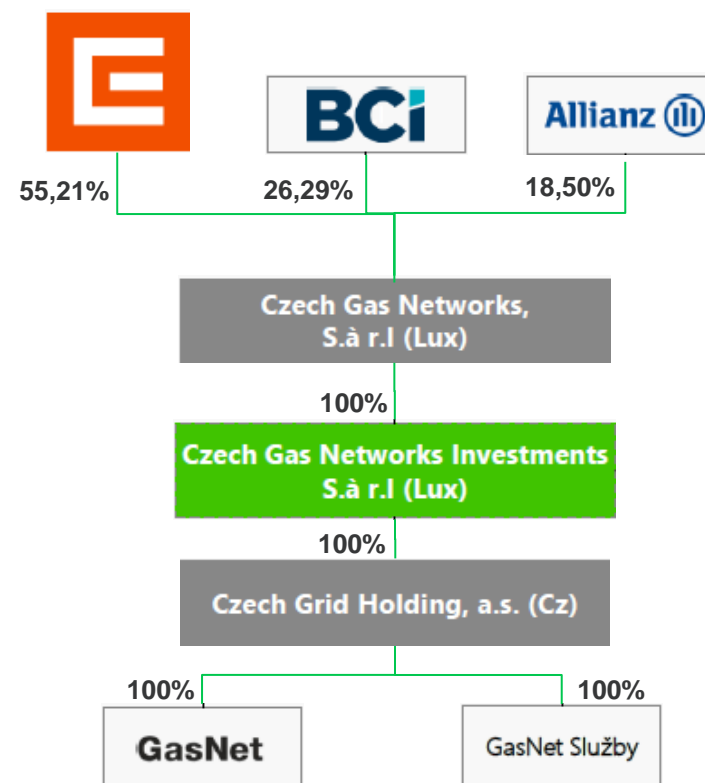 BCi
Allianz
55,21%
26,29%
18,50%
Czech Gas Networks,
S.à r.l (Lux)
100%
Czech Gas Networks Investments
S.à r.l (Lux)
100%
Czech Grid Holding, a.s. (Cz)
100%
100%
GasNet
GasNet Služby